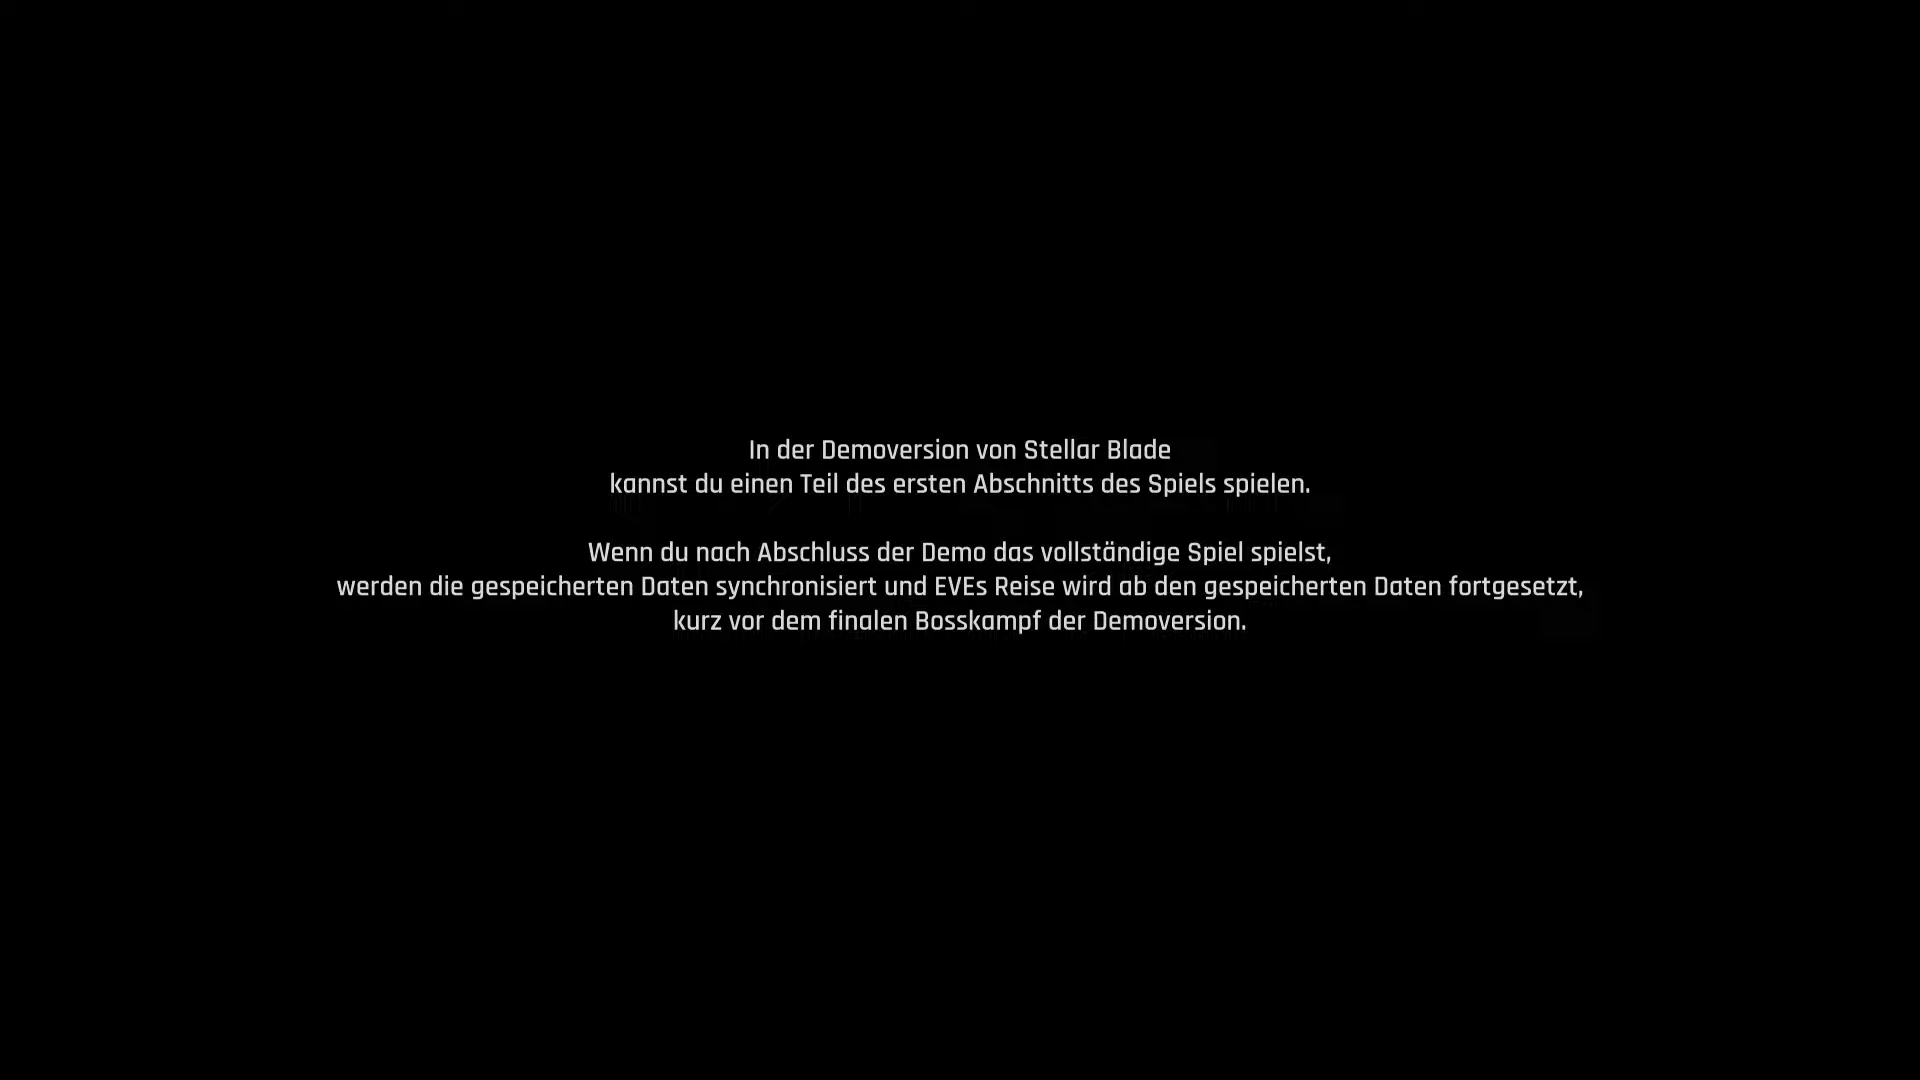 In der Demoversion von Stellar Blade
kannst du einen Teil des ersten Abschnitts des Spiels spielen.
Wenn du nach Abschluss der Demo das vollständige Spiel spielst,
werden die gespeicherten Daten synchronisiert und EVEs Reise wird ab den gespeicherten Daten fortgesetzt,
kurz vor dem finalen Bosskampf der Demoversion.